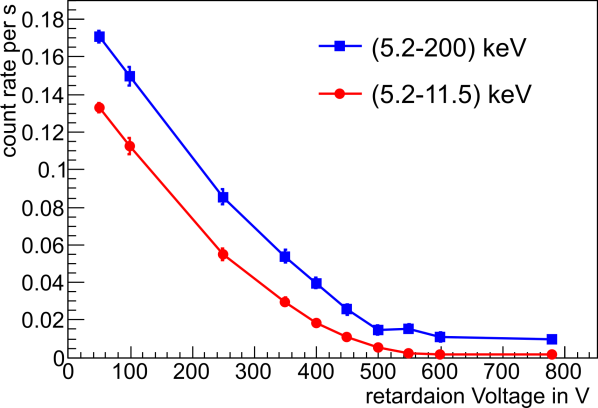 count rate per s
0.18
0.16
0.14
0.12
0.1
0.08
0.06
0.04
0.02
0
(5.2-200) keV
(5.2-11.5) keV
0 100 200 300 400 500 600 700 800
retardaion Voltage in V